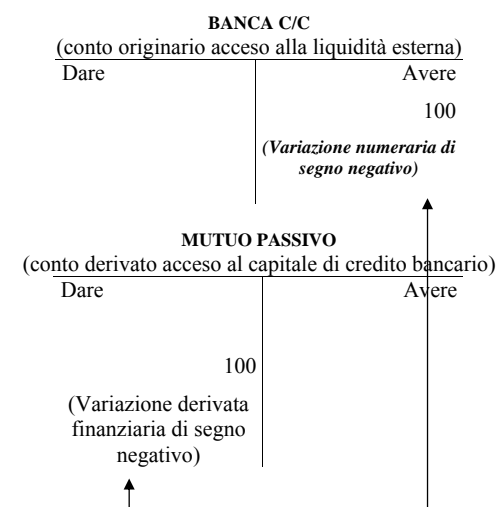 BANCA C/C
(conto originario acceso alla liquidità esterna)
Dare Avere
100
(Variazione numeraria di
segno negativo)
MUTUO PASSIVO
(conto derivato acceso al capitale di credito bancario)
Dare Avere
100
(Variazione derivata
finanziaria di segno
negativo)